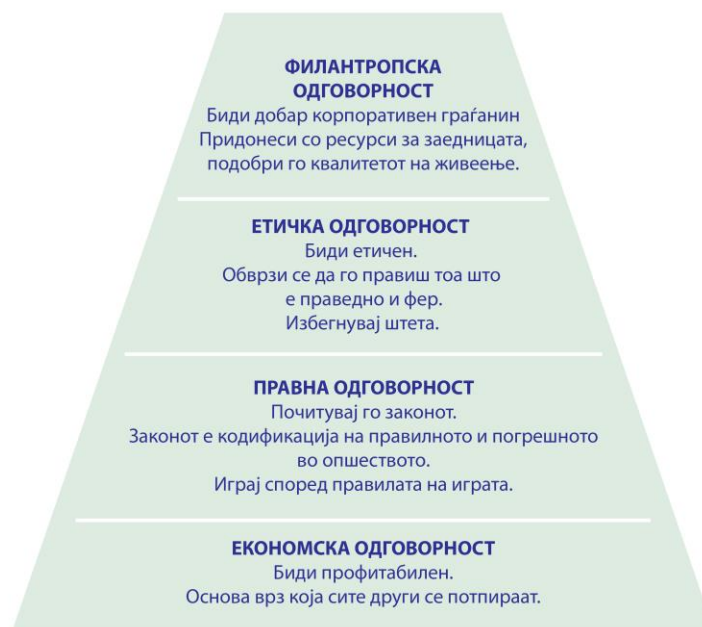 ФИЛАНТРОПСКА
ОДГОВОРНОСТ
Биди добар корпоративен граѓанин
Придонеси со ресурси за заедницата,
подобри го квалитетот на живеење.
ЕТИЧКА ОДГОВОРНОСТ
Биди етичен.
Обврзи се да го правиш тоа што
е праведно и фер.
Избегнувај штета.
ПРАВНА ОДГОВОРНОСТ
Почитувај го законот.
Законот е кодификација на правилното и погрешното
во општеството.
Играј според правилата на играта.
ЕКОНОМСКА ОДГОВОРНОСТ
Биди профитабилен.
Основа врз која сите други се потпираат.